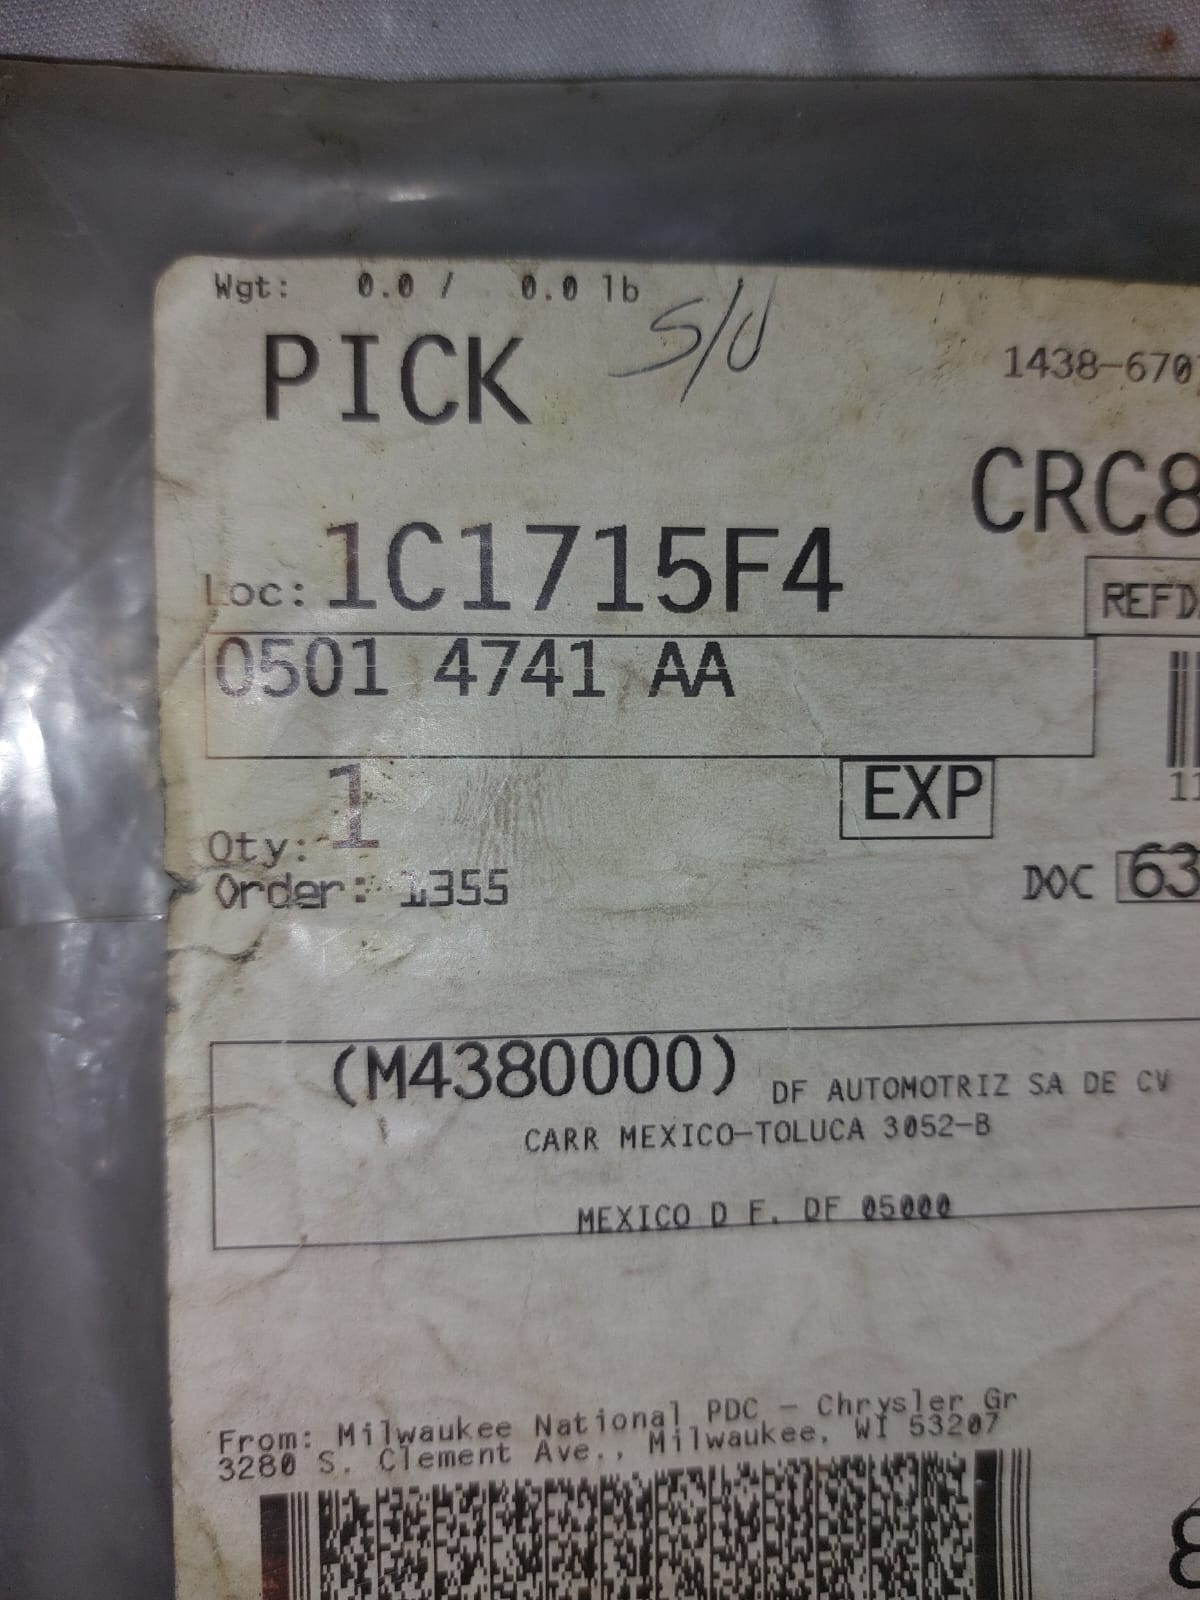 Wgt: 0.0 / 0.0 lb
S/U
PICK
1438-670
CRC8
Loc: 1C1715F4
REFD
0501 4741 AA
1
EXP
11
Qty:
Order: 1355
DOC 63
(M4380000) DF AUTOMOTRIZ SA DE CV
CARR MEXICO-TOLUCA 3052-B
MEXICO D F. DF 05000
From: Milwaukee National PDC - Chrysler Gr
3280 S. Clement Ave., Milwaukee, WI 53207